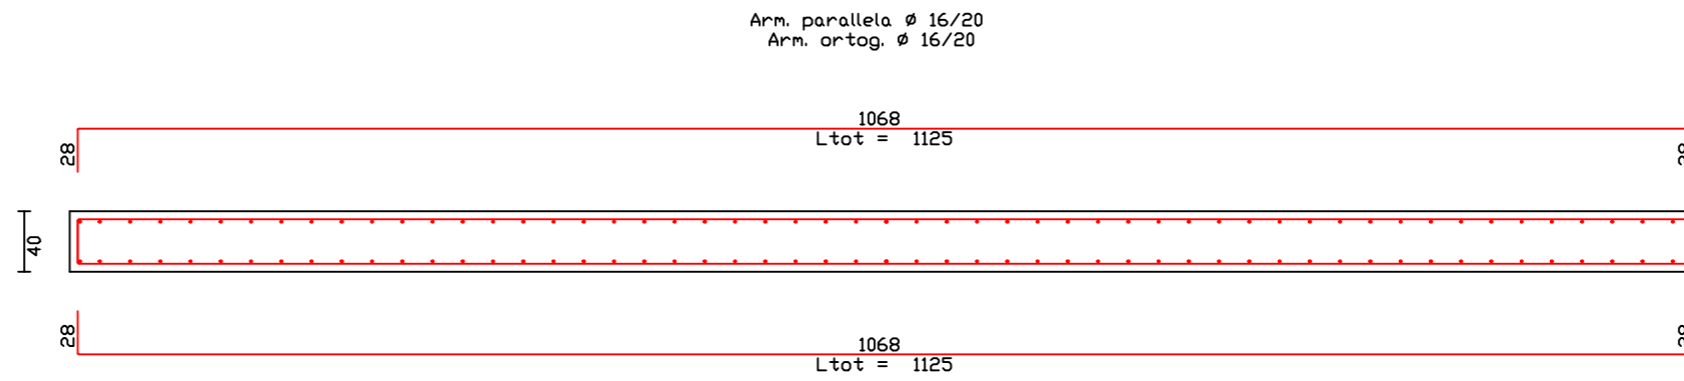 Arm. parallela ø 16/20
Arm. ortog. ø 16/20
1068
Ltot = 1125
28
40
28
1068
Ltot = 1125